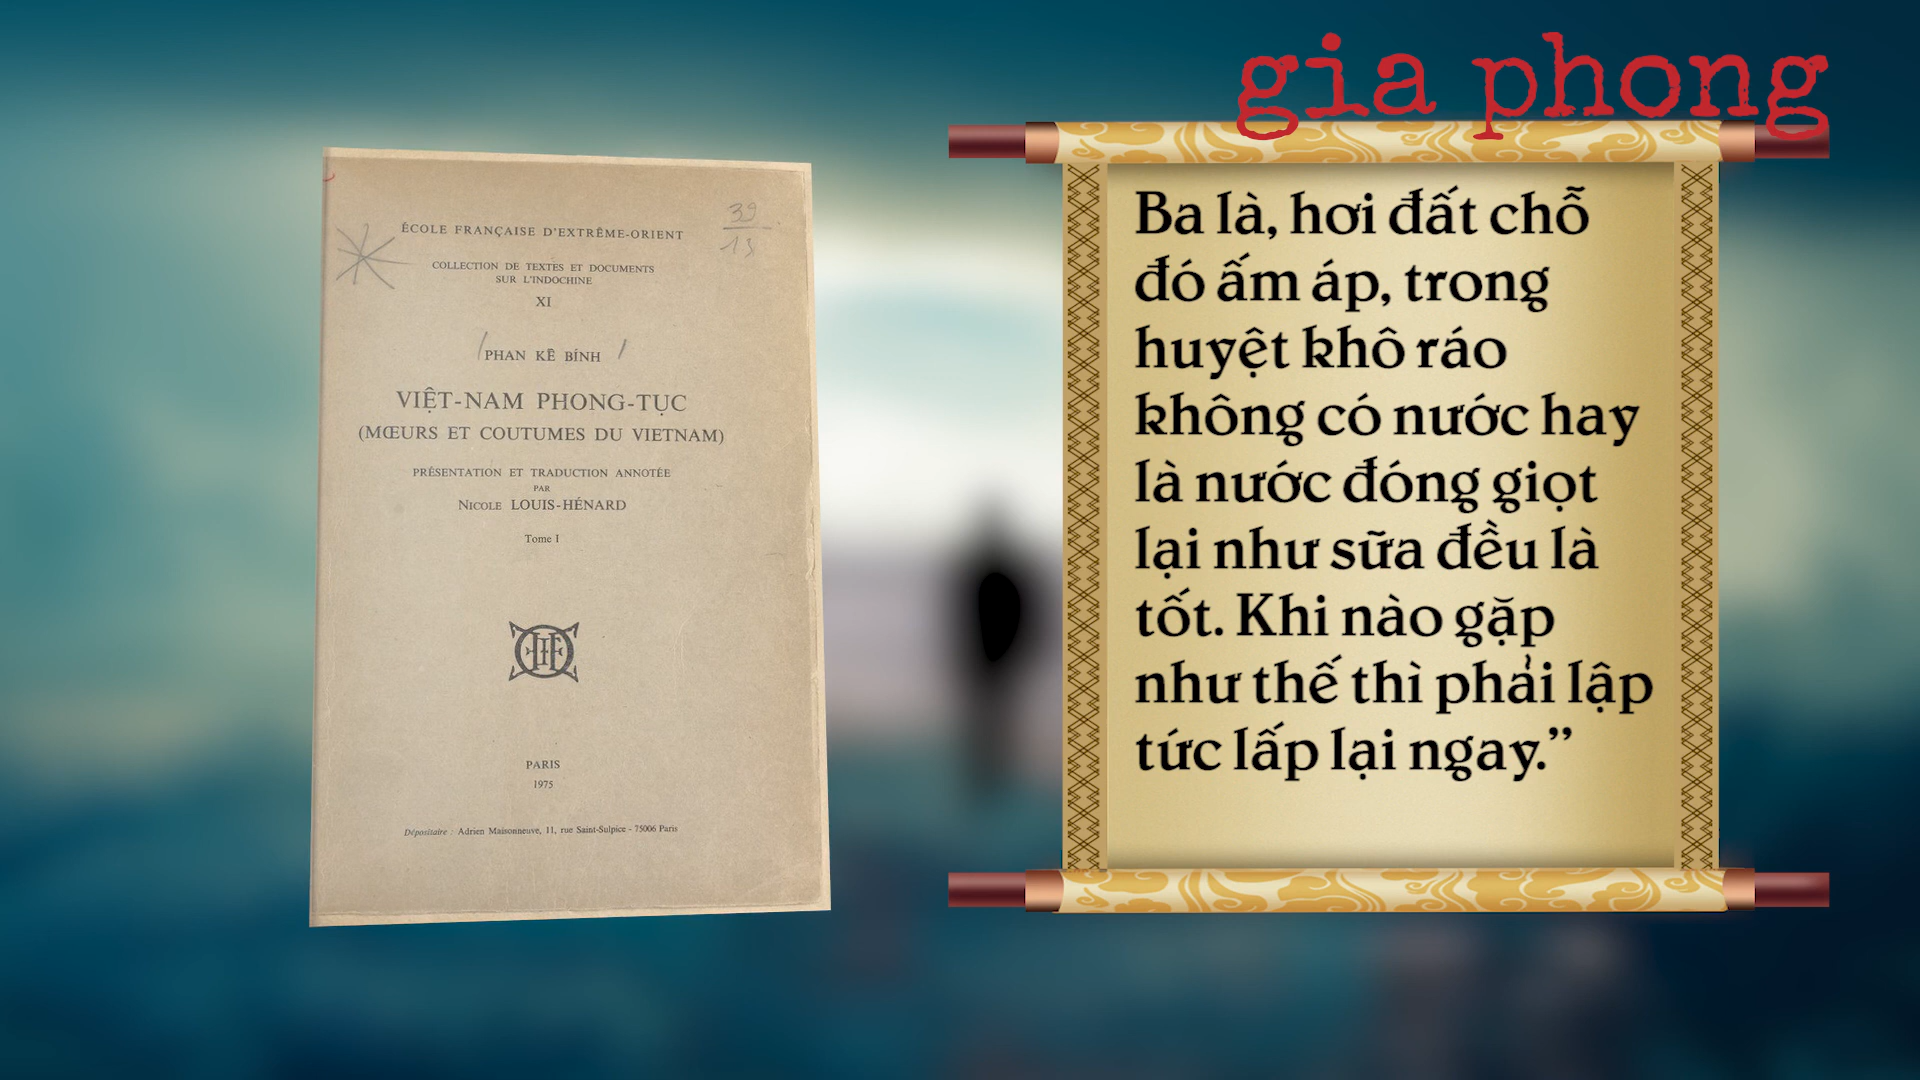 gia phong
ÉCOLE FRANÇAISE D'EXTRÊME-ORIENT
COLLECTION DE TEXTES ET DOCUMENTS
SUR L'INDOCHINE
XI
PHAN KẾ BÍNH
VIỆT-NAM PHONG-TỤC
(MŒURS ET COUTUMES DU VIETNAM)
PRÉSENTATION ET TRADUCTION ANNOTÉE
PAR
NICOLE LOUIS-HÉNARD
Tome I
PARIS
1975
Dépositaire : Adrien Maisonneuve, 11, rue Saint-Sulpice - 75006 Paris
39
13
Ba là, hơi đất chỗ
đó ấm áp, trong
huyệt khô ráo
không có nước hay
là nước đóng giọt
lại như sữa đều là
tốt. Khi nào gặp
như thế thì phải lập
tức lấp lại ngay.”